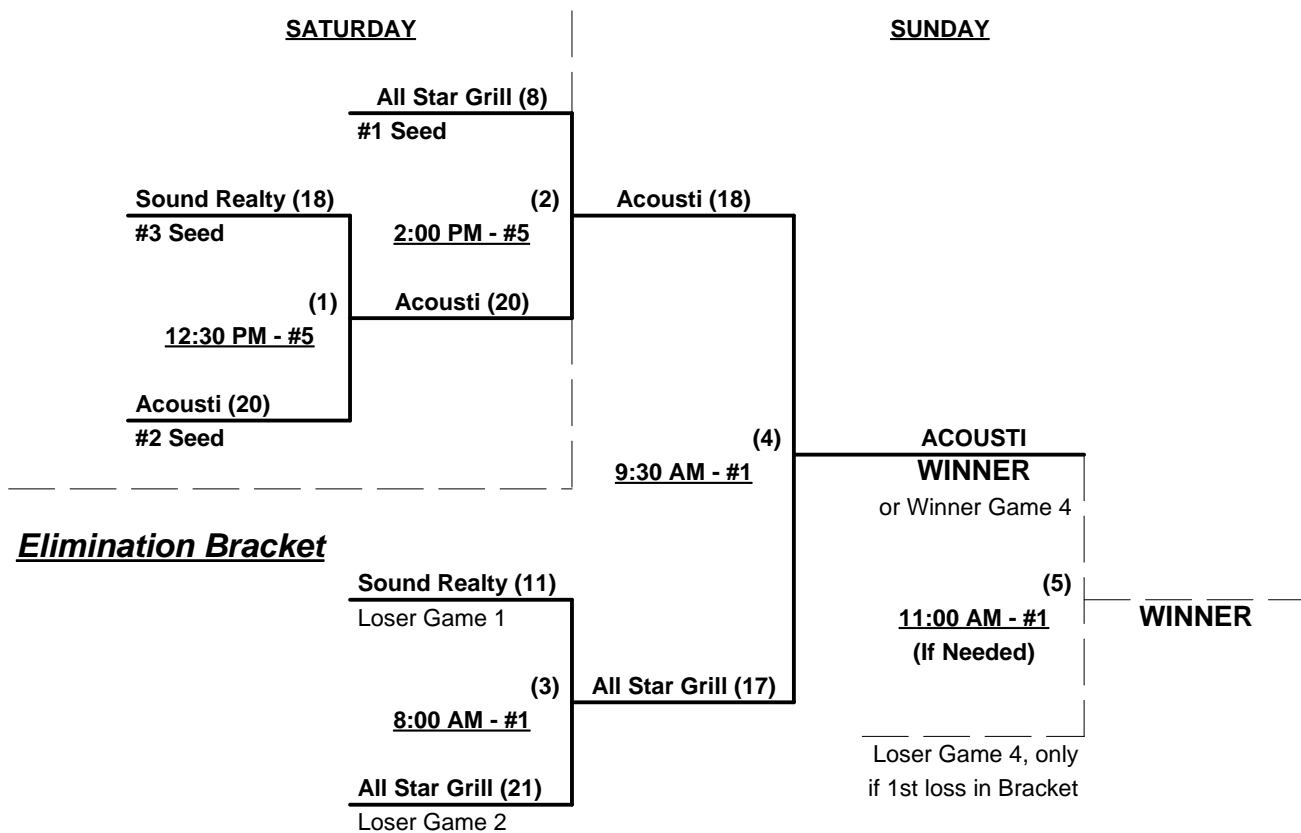 SATURDAY
SUNDAY
All Star Grill (8)
#1 Seed
Sound Realty (18)
#3 Seed
(2)
2:00 PM - #5
Acousti (18)
(1)
12:30 PM - #5
Acousti (20)
Acousti (20)
#2 Seed
(4)
9:30 AM - #1
ACOUSTI
WINNER
or Winner Game 4
Elimination Bracket
Sound Realty (11)
Loser Game 1
(5)
11:00 AM - #1
(If Needed)
WINNER
(3)
8:00 AM - #1
All Star Grill (17)
Loser Game 4, only
if 1st loss in Bracket
All Star Grill (21)
Loser Game 2